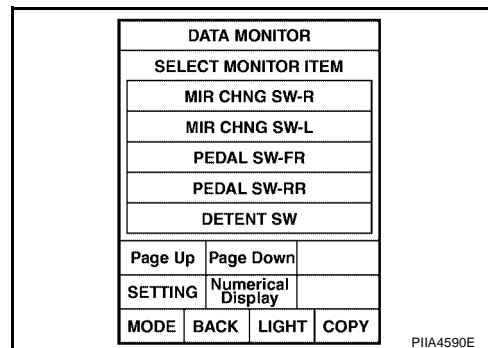 DATA MONITOR
SELECT MONITOR ITEM
MIR CHNG SW-R
MIR CHNG SW-L
PEDAL SW-FR
PEDAL SW-RR
DETENT SW
Page Up Page Down
SETTING Numerical Display
MODE BACK LIGHT COPY
PIIA4590E